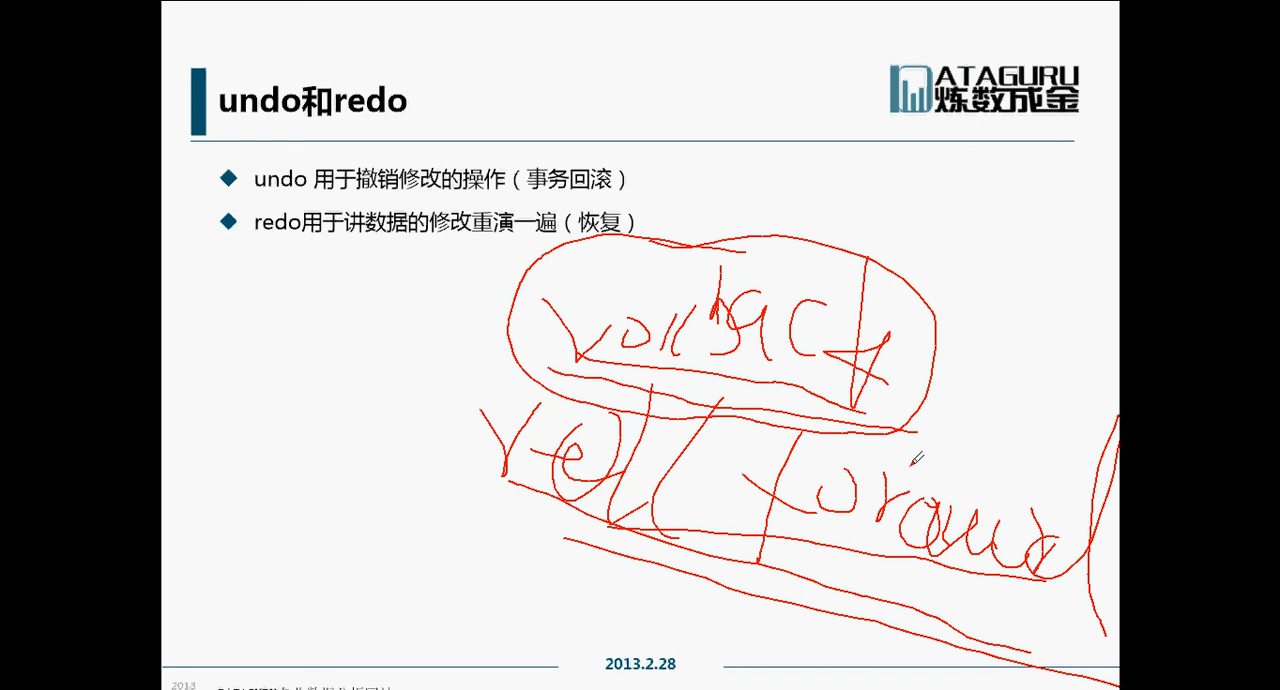 ATAGURU
炼数成金
undo和redo
undo 用于撤销修改的操作（事务回滚）
redo用于讲数据的修改重演一遍（恢复）
rollback
roll forward
2013.2.28
2013